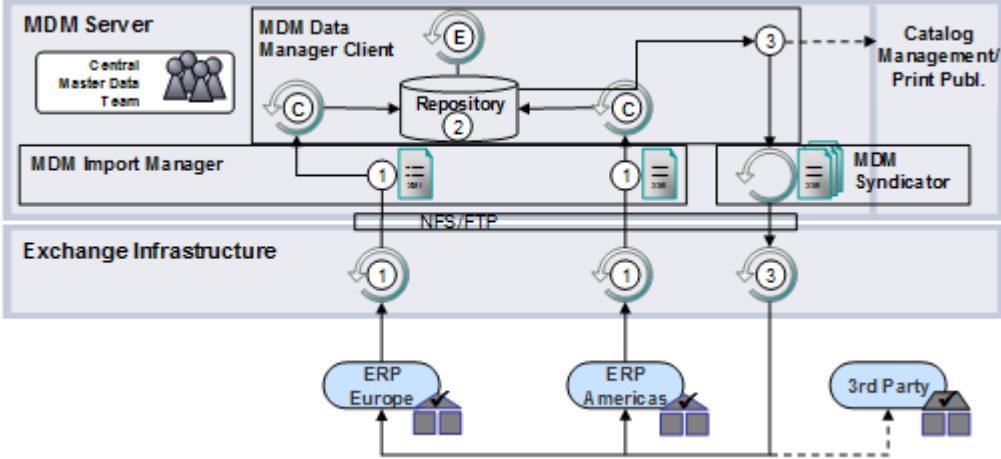 MDM Server
MDM Data
Manager Client
E
3
Catalog
Management/
Print Publ.
Central
Master Data
Team
C
Repository
2
C
MDM Import Manager
1
1
MDM
Syndicator
NFS/FTP
Exchange Infrastructure
1
1
3
ERP
Europe
ERP
Americas
3rd Party